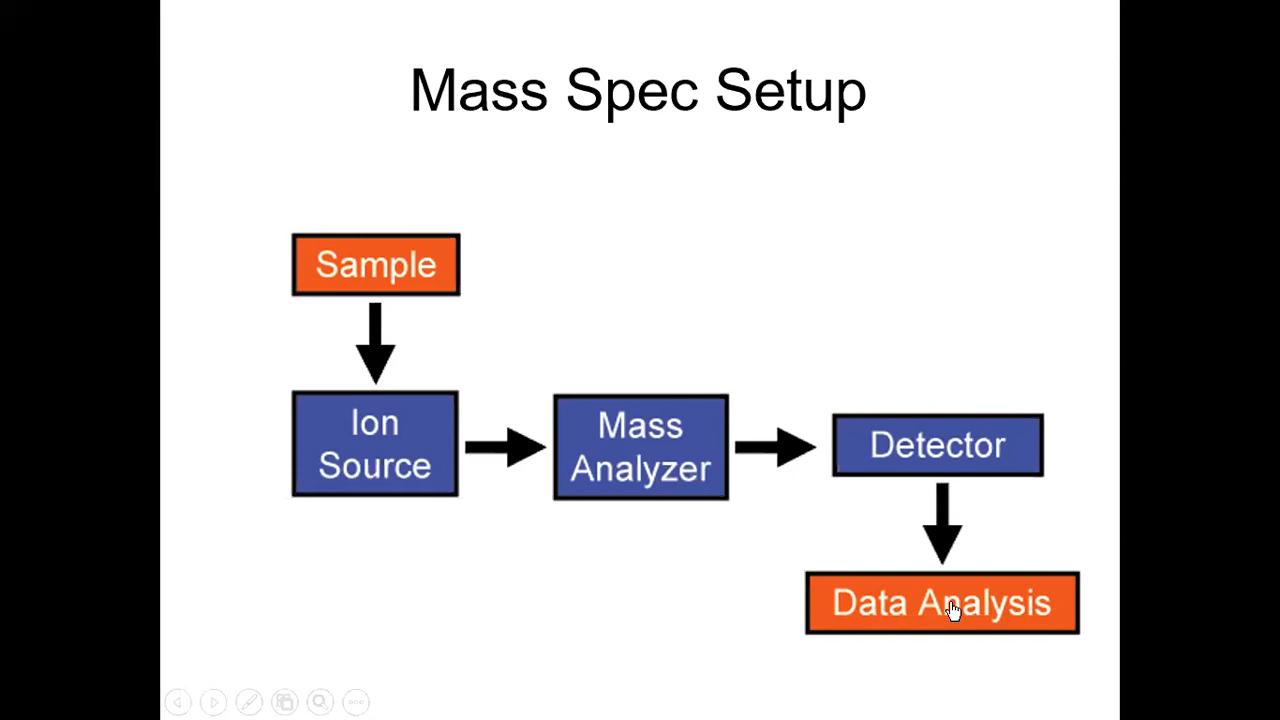 Mass Spec Setup
Sample
Ion
Source
Mass
Analyzer
Detector
Data Analysis